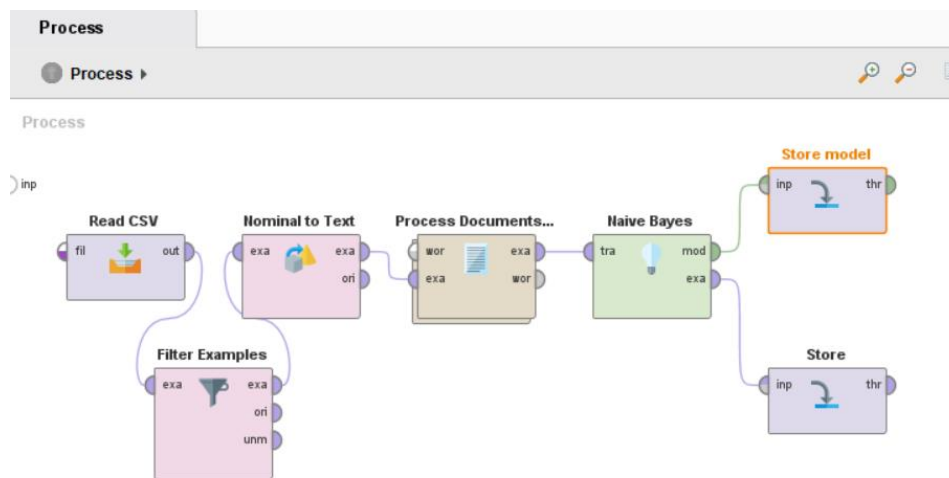 Process
Process
Process
inp
Store model
inp thr
Read CSV
fil out
Nominal to Text
exa exa
ori
Process Documents...
wor exa
exa wor
Naive Bayes
tra mod
exa
Filter Examples
exa exa
ori
unm
Store
inp thr